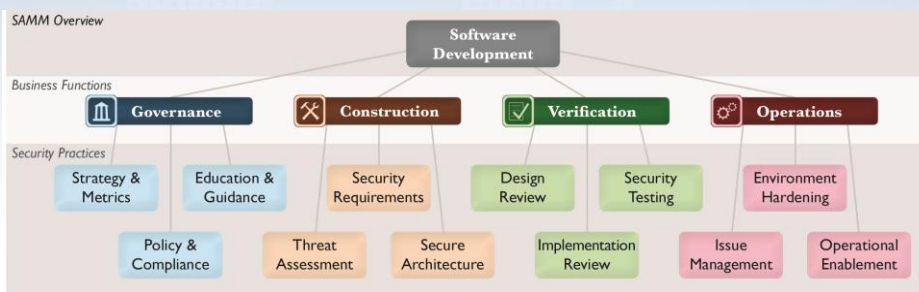 SAMM Overview
Software
Development
Business Functions
Governance
Construction
Verification
Operations
Security Practices
Strategy &
Metrics
Education &
Guidance
Security
Requirements
Design
Review
Security
Testing
Environment
Hardening
Policy &
Compliance
Threat
Assessment
Secure
Architecture
Implementation
Review
Issue
Management
Operational
Enablement